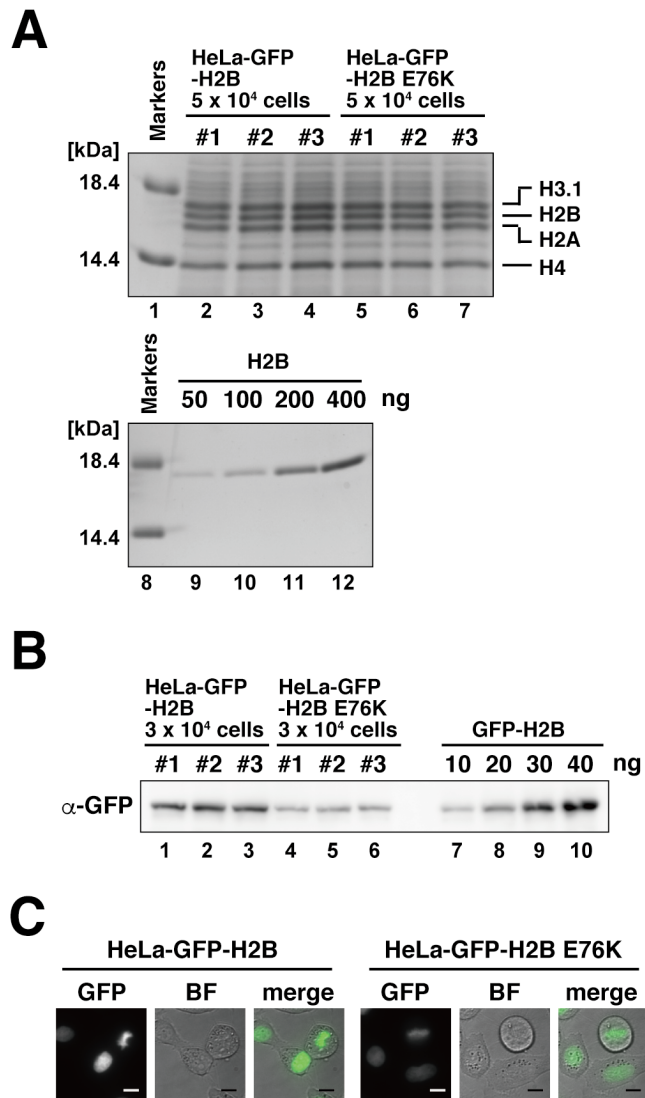 A
Markers
HeLa-GFP
-H2B
5 x 10⁴ cells
HeLa-GFP
-H2B E76K
5 x 10⁴ cells
#1 #2 #3 #1 #2 #3
[kDa]
18.4
14.4
H3.1
H2B
H2A
H4
1 2 3 4 5 6 7
Markers
H2B
50 100 200 400 ng
[kDa]
18.4
14.4
8 9 10 11 12
B
HeLa-GFP
-H2B
3 x 10⁴ cells
HeLa-GFP
-H2B E76K
3 x 10⁴ cells
GFP-H2B
#1 #2 #3 #1 #2 #3 10 20 30 40 ng
α-GFP
1 2 3 4 5 6 7 8 9 10
C
HeLa-GFP-H2B HeLa-GFP-H2B E76K
GFP BF merge GFP BF merge